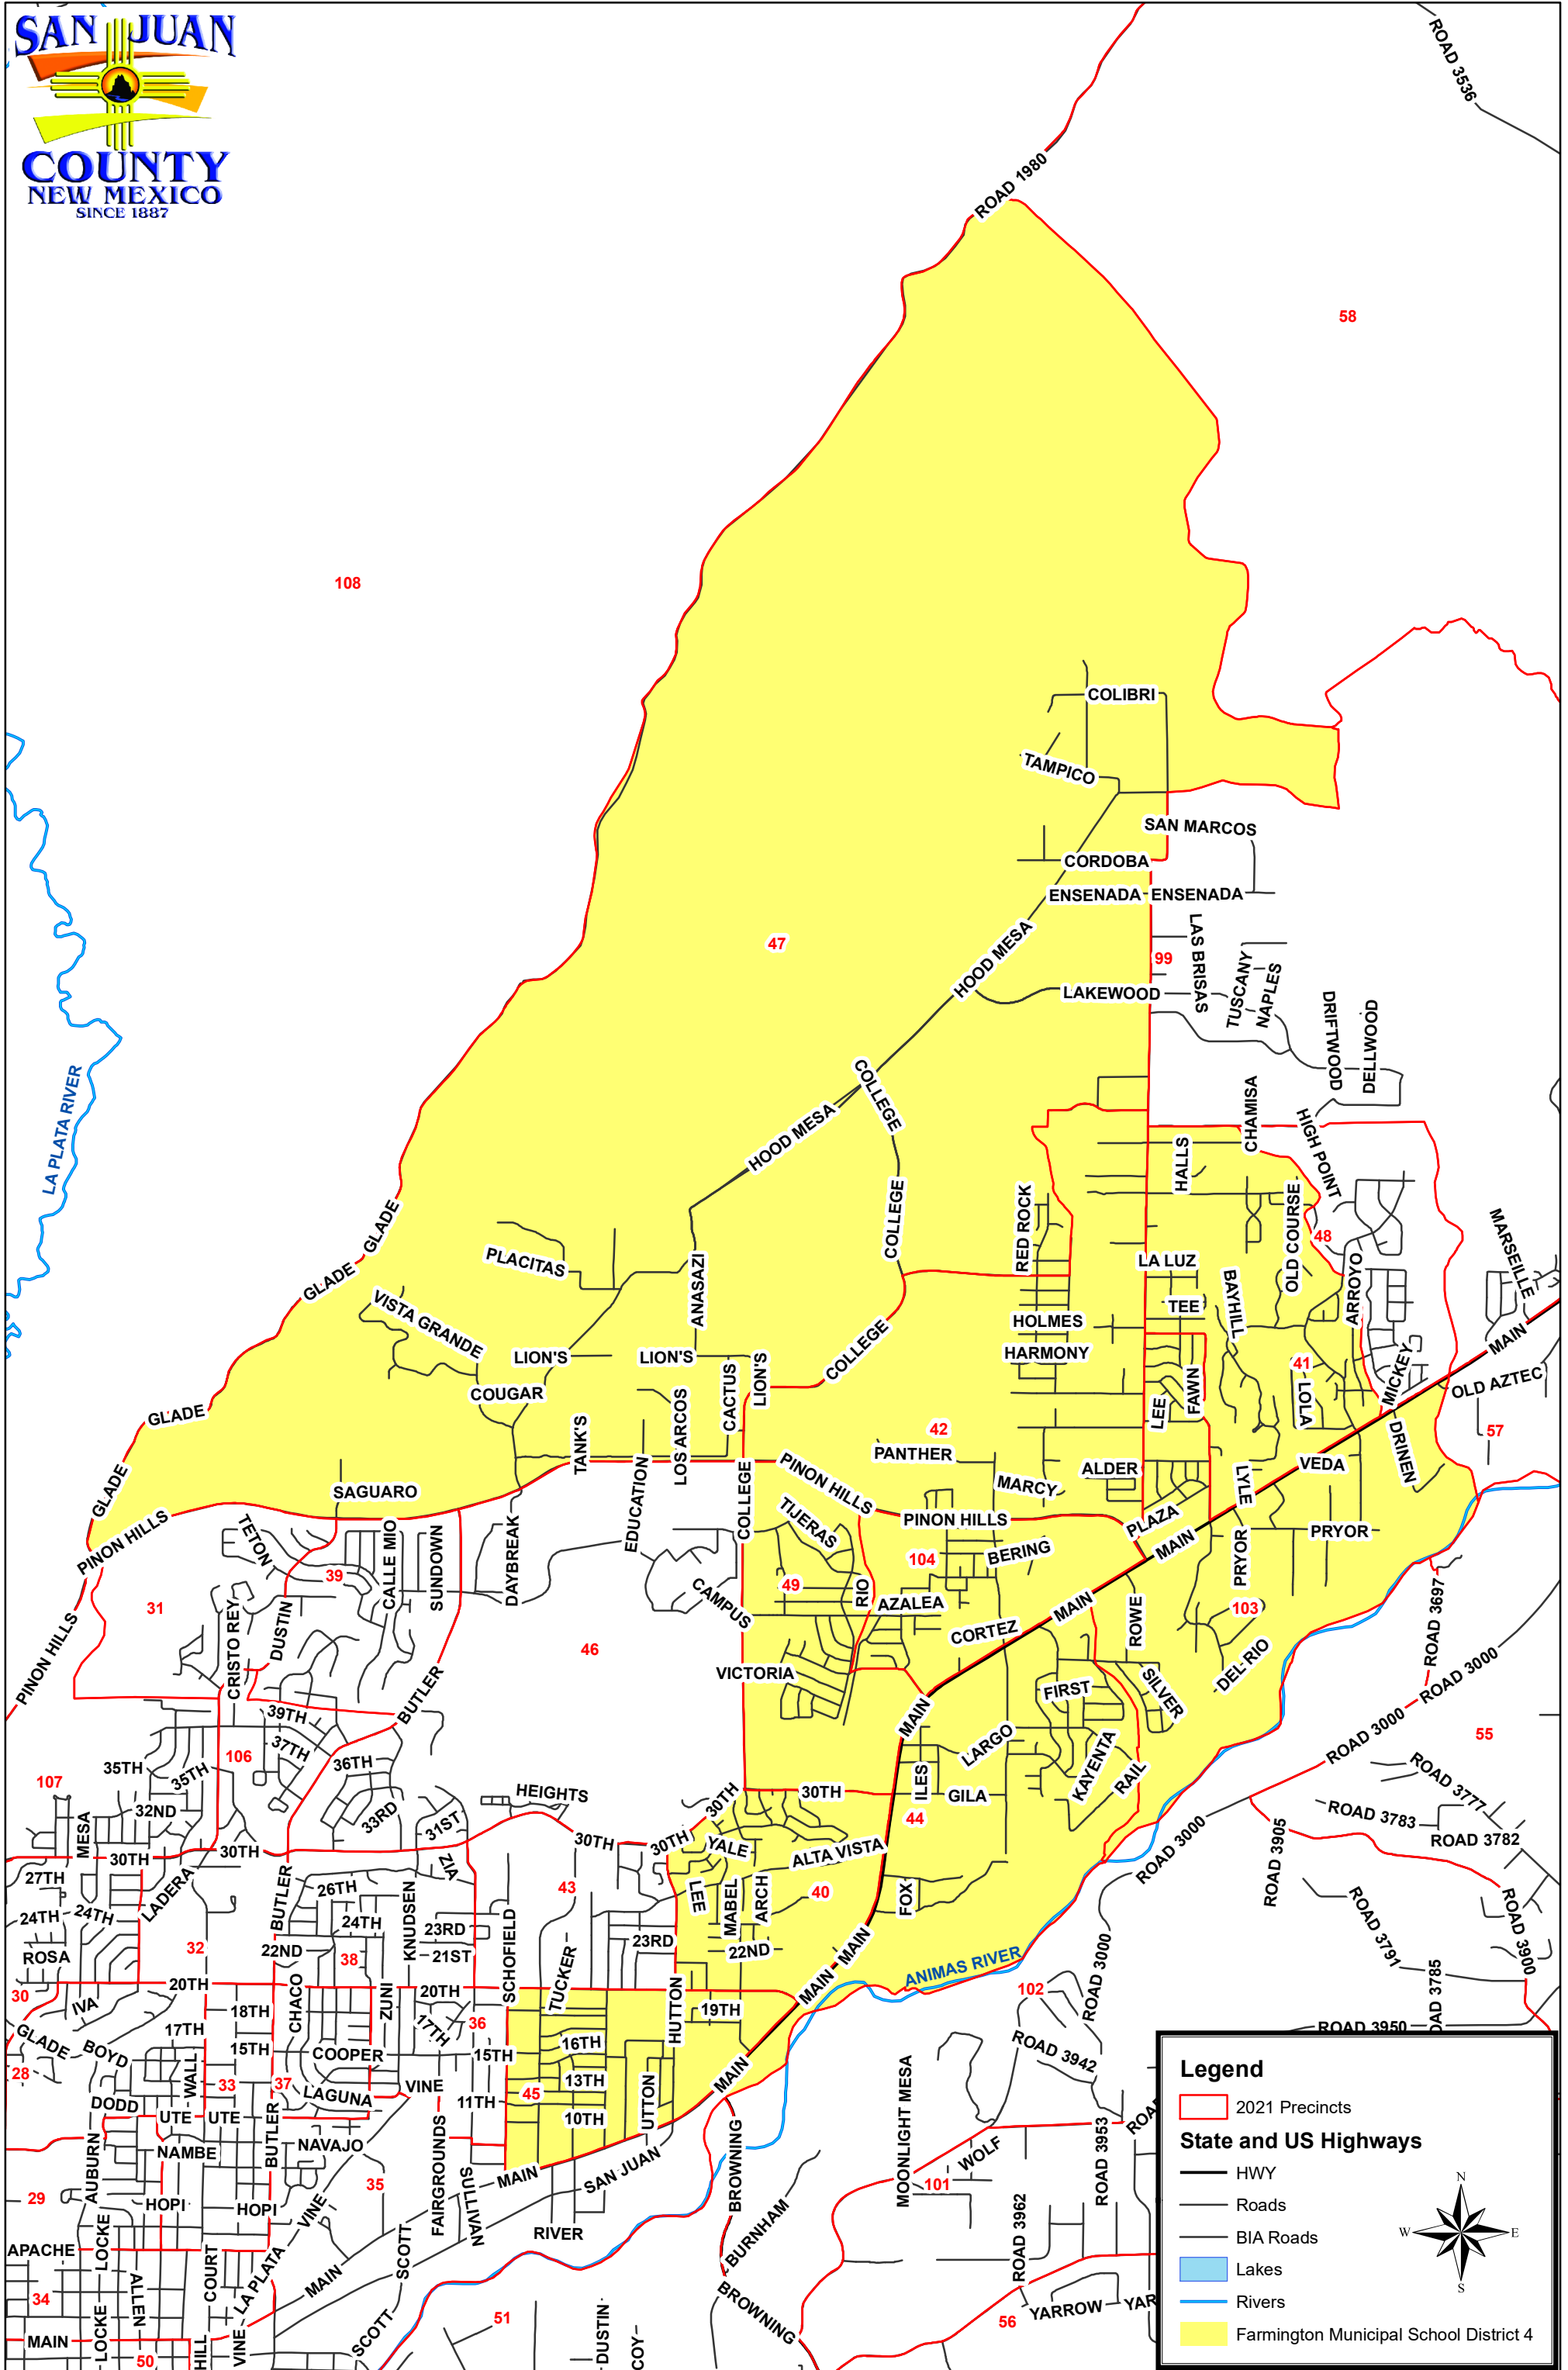 SAN JUAN
COUNTY
NEW MEXICO
SINCE 1887
ROAD 3536
ROAD 1980
58
108
COLIBRI
TAMPICO
SAN MARCOS
CORDOBA
ENSENADA
ENSENADA
47
HOOD MESA
LAS BRISAS
99
TUSCANY
NAPLES
LAKEWOOD
DRIFTWOOD
DELLWOOD
LA PLATA RIVER
COLLEGE
HOOD MESA
CHAMISA
HIGH POINT
HALLS
GLADE
COLLEGE
RED ROCK
OLD COURSE
48
MARSEILLE
PLACITAS
ANASAZI
LA LUZ
GLADE
BAYHILL
ARROYO
TEE
VISTA GRANDE
HOLMES
HARMONY
MAIN
LION'S
LION'S
LION'S
COLLEGE
41
MICKEY
OLD AZTEC
COUGAR
CACTUS
FAWN
LEE
LOLA
GLADE
LOS ARCOS
TANK'S
42
57
DRINEN
PANTHER
PINON HILLS
ALDER
VEDA
GLADE
SAGUARO
EDUCATION
COLLEGE
MARCY
LYLE
PINON HILLS
TETON
CALLE MIO
SUNDOWN
DAYBREAK
TIJERAS
PINON HILLS
PLAZA
MAIN
PRYOR
PRYOR
BERING
104
39
49
RIO
AZALEA
CAMPUS
31
CRISTO REY
DUSTIN
PINON HILLS
46
CORTEZ
MAIN
ROWE
103
ROAD 3697
VICTORIA
DEL RIO
ROAD 3000
BUTLER
FIRST
SILVER
39TH
MAIN
LARGO
ROAD 3000
55
37TH
106
36TH
35TH
35TH
KAYENTA
RAIL
107
HEIGHTS
30TH
30TH
ILES
GILA
ROAD 3777
32ND
33RD
31ST
44
ROAD 3783
ROAD 3782
MESA
30TH
30TH
30TH
30TH
YALE
ALTA VISTA
ROAD 3000
ROAD 3905
27TH
LADERA
ZIA
26TH
43
LEE
MABEL
ARCH
40
FOX
ROAD 3791
ROAD 3900
24TH
24TH
BUTLER
24TH
KNUDSEN
23RD
SCHOFIELD
23RD
22ND
MAIN
ROSA
32
22ND
38
21ST
TUCKER
ANIMAS RIVER
ROAD 3000
ROAD 3785
20TH
20TH
MAIN
102
30
IVA
18TH
CHACO
ZUNI
17TH
36
HUTTON
19TH
GLADE
BOYD
17TH
15TH
COOPER
15TH
16TH
ROAD 3950
ROAD 3942
28
WALL
33
37
LAGUNA
VINE
11TH
45
13TH
10TH
UTTON
MAIN
MOONLIGHT MESA
DODD
UTE
UTE
BUTLER
FAIRGROUNDS
BROWNING
ROAD 3953
NAMBE
NAVAJO
AUBURN
MAIN
SAN JUAN
WOLF
101
29
HOPI
HOPI
35
VINE
SULLIVAN
RIVER
BURNHAM
ROAD 3962
APACHE
LOCKE
COURT
LA PLATA
SCOTT
34
ALLEN
MAIN
51
BROWNING
56
YARROW
YAR
MAIN
LOCKE
HILL
VINE
SCOTT
DUSTIN
COY
50
Legend
2021 Precincts
State and US Highways
HWY
Roads
BIA Roads
Lakes
Rivers
Farmington Municipal School District 4
N
W
E
S